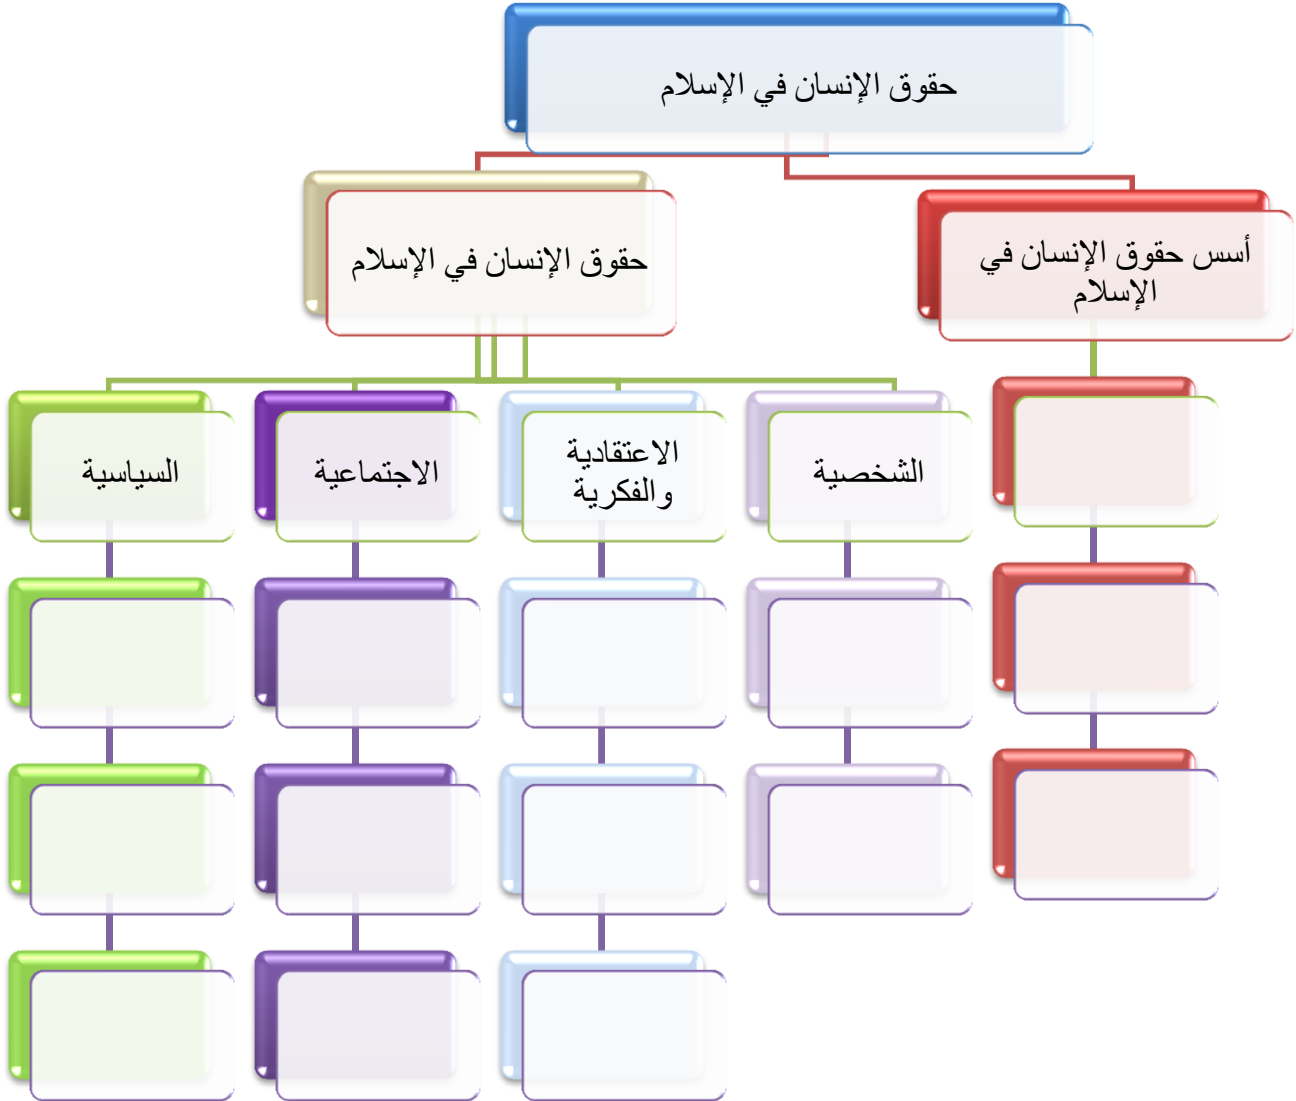 حقوق الإنسان في الإسلام
أسس حقوق الإنسان في
الإسلام
حقوق الإنسان في الإسلام
الشخصية
الاعتقادية
والفكرية
الاجتماعية
السياسية